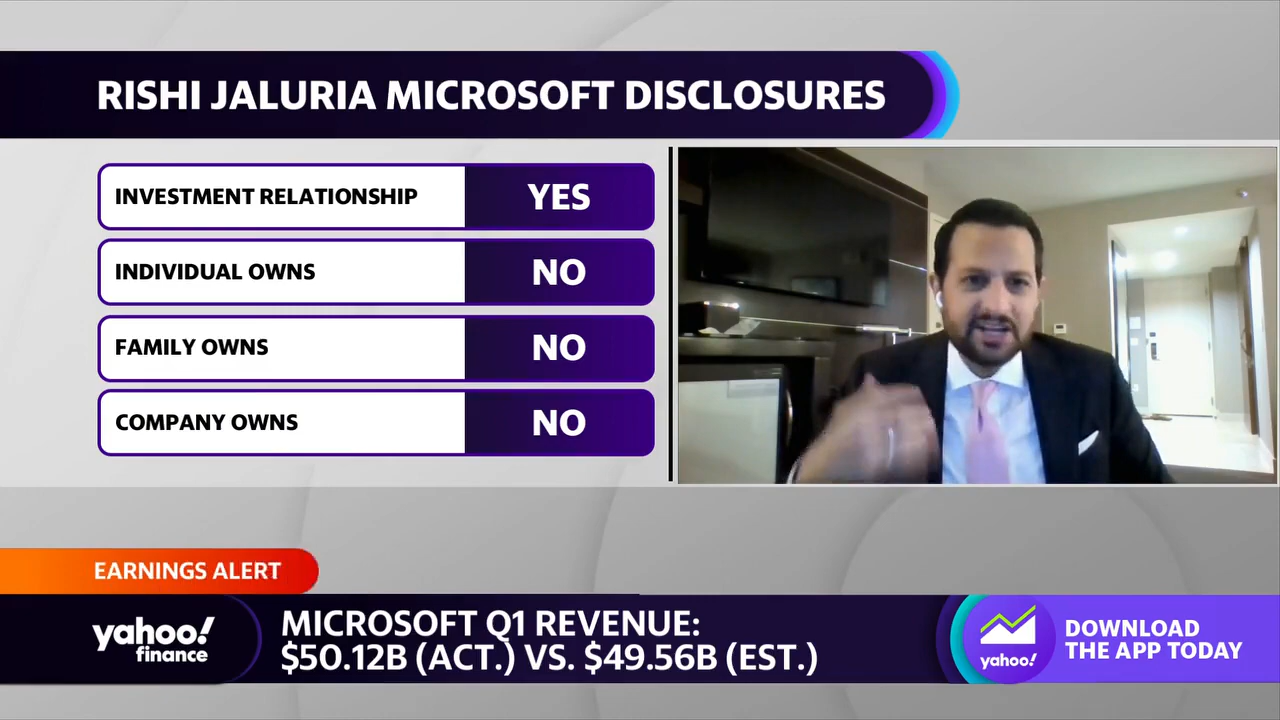 RISHI JALURIA MICROSOFT DISCLOSURES
INVESTMENT RELATIONSHIP YES
INDIVIDUAL OWNS NO
FAMILY OWNS NO
COMPANY OWNS NO
EARNINGS ALERT
yahoo!
finance
MICROSOFT Q1 REVENUE:
$50.12B (ACT.) VS. $49.56B (EST.)
yahoo!
DOWNLOAD
THE APP TODAY